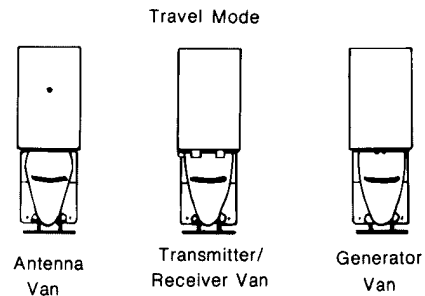 Travel Mode
Antenna
Van
Transmitter/
Receiver Van
Generator
Van